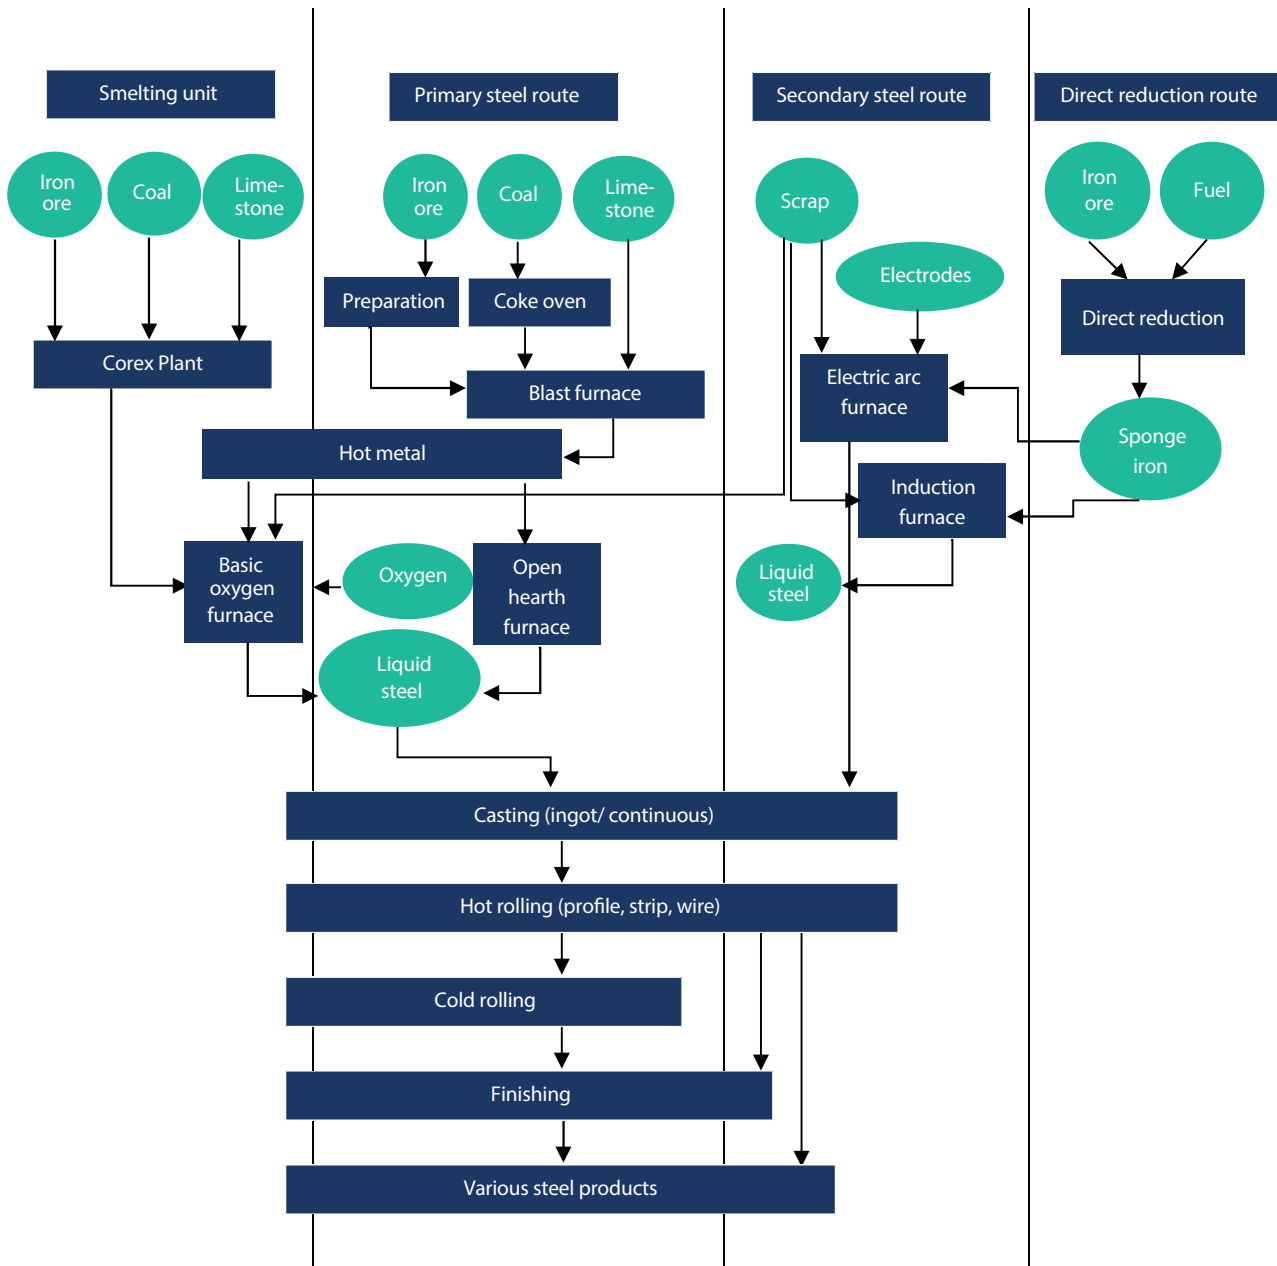 Smelting unit
Primary steel route
Secondary steel route
Direct reduction route
Iron
ore
Coal
Lime-
stone
Iron
ore
Coal
Lime-
stone
Scrap
Iron
ore
Fuel
Electrodes
Preparation
Coke oven
Direct reduction
Corex Plant
Blast furnace
Electric arc
furnace
Hot metal
Sponge
iron
Induction
furnace
Basic
oxygen
furnace
Oxygen
Open
hearth
furnace
Liquid
steel
Liquid
steel
Casting (ingot/ continuous)
Hot rolling (profile, strip, wire)
Cold rolling
Finishing
Various steel products